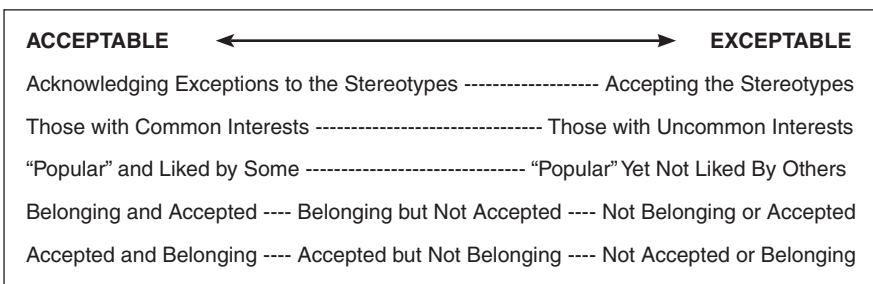 ACCEPTABLE EXCEPTABLE
Acknowledging Exceptions to the Stereotypes ------------------- Accepting the Stereotypes
Those with Common Interests -------------------------------- Those with Uncommon Interests
“Popular” and Liked by Some ------------------------------- “Popular” Yet Not Liked By Others
Belonging and Accepted ---- Belonging but Not Accepted ---- Not Belonging or Accepted
Accepted and Belonging ---- Accepted but Not Belonging ---- Not Accepted or Belonging